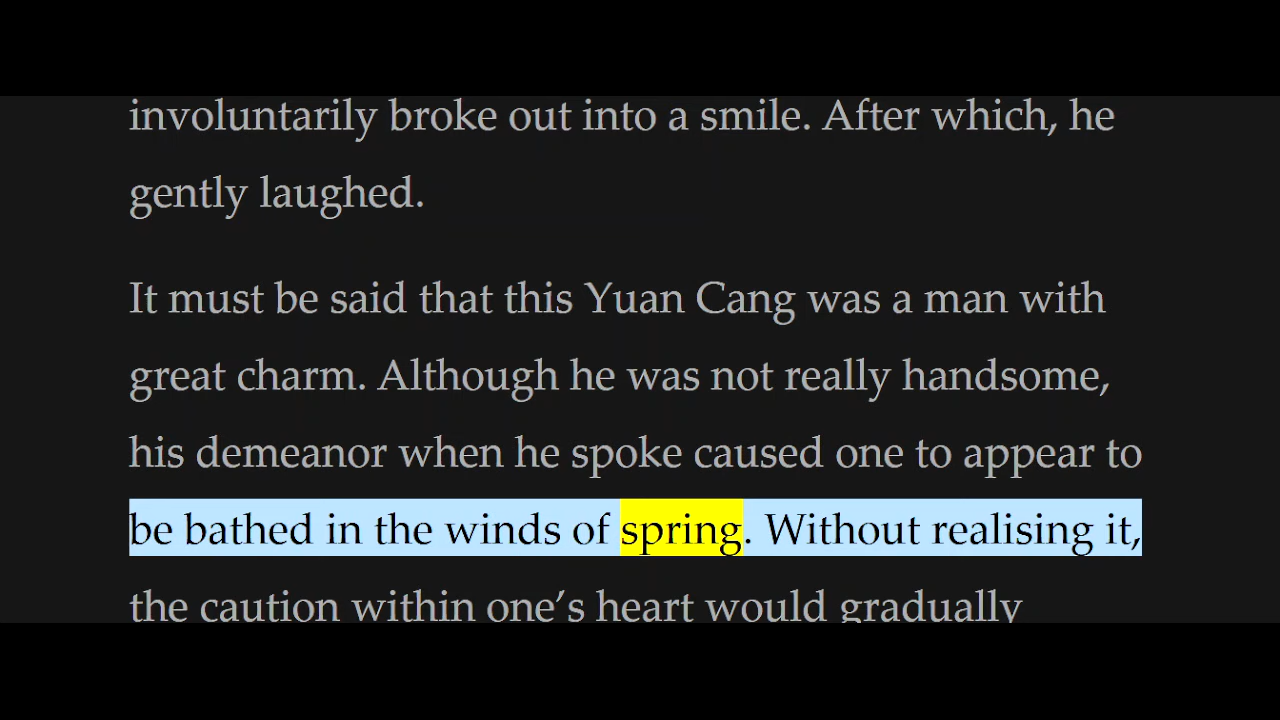 involuntarily broke out into a smile. After which, he
gently laughed.
It must be said that this Yuan Cang was a man with
great charm. Although he was not really handsome,
his demeanor when he spoke caused one to appear to
be bathed in the winds of spring. Without realising it,
the caution within one’s heart would gradually